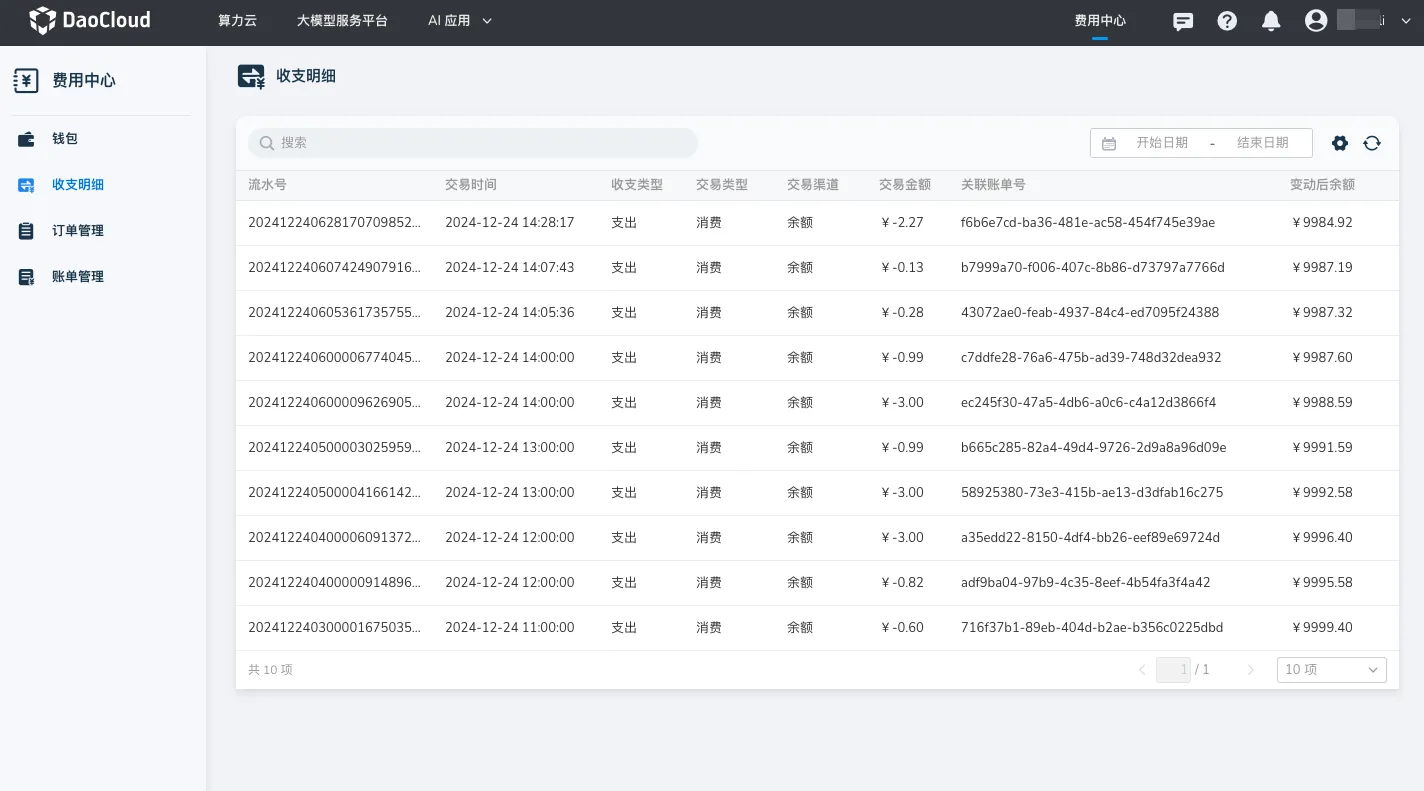 DaoCloud 算力云 大模型服务平台 AI 应用 费用中心
费用中心
钱包
收支明细
订单管理
账单管理
收支明细
搜索 开始日期 - 结束日期
流水号 交易时间 收支类型 交易类型 交易渠道 交易金额 关联账单号 变动后余额
202412240628170709852... 2024-12-24 14:28:17 支出 消费 余额 ¥ -2.27 f6b6e7cd-ba36-481e-ac58-454f745e39ae ¥ 9984.92
202412240607424907916... 2024-12-24 14:07:43 支出 消费 余额 ¥ -0.13 b7999a70-f006-407c-8b86-d73797a7766d ¥ 9987.19
202412240605361735755... 2024-12-24 14:05:36 支出 消费 余额 ¥ -0.28 43072ae0-feab-4937-84c4-ed7095f24388 ¥ 9987.32
202412240600006774045... 2024-12-24 14:00:00 支出 消费 余额 ¥ -0.99 c7ddfe28-76a6-475b-ad39-748d32dea932 ¥ 9987.60
202412240600009626905... 2024-12-24 14:00:00 支出 消费 余额 ¥ -3.00 ec245f30-47a5-4db6-a0c6-c4a12d3866f4 ¥ 9988.59
202412240500003025959... 2024-12-24 13:00:00 支出 消费 余额 ¥ -0.99 b665c285-82a4-49d4-9726-2d9a8a96d09e ¥ 9991.59
202412240500004166142... 2024-12-24 13:00:00 支出 消费 余额 ¥ -3.00 58925380-73e3-415b-ae13-d3dfab16c275 ¥ 9992.58
202412240400006091372... 2024-12-24 12:00:00 支出 消费 余额 ¥ -3.00 a35edd22-8150-4df4-bb26-eef89e69724d ¥ 9996.40
202412240400000914896... 2024-12-24 12:00:00 支出 消费 余额 ¥ -0.82 adf9ba04-97b9-4c35-8eef-4b54fa3f4a42 ¥ 9995.58
202412240300001675035... 2024-12-24 11:00:00 支出 消费 余额 ¥ -0.60 716f37b1-89eb-404d-b2ae-b356c0225dbd ¥ 9999.40
共 10 项 1 / 1 10 项